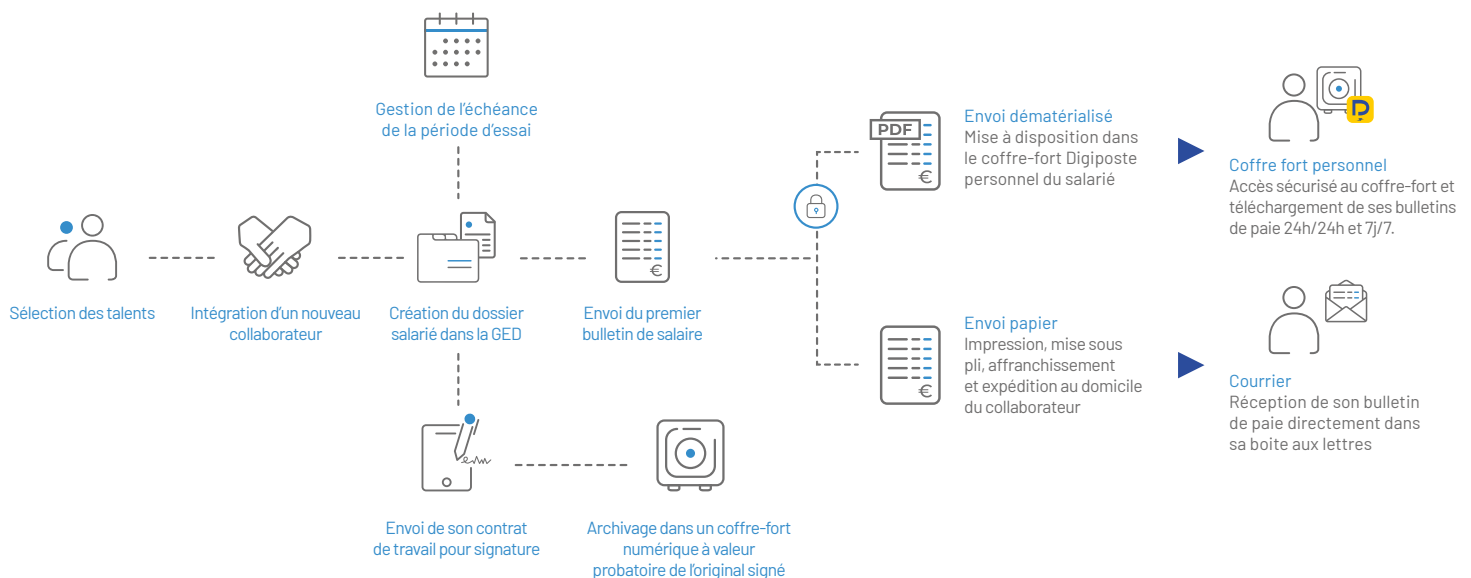 Gestion de l'échéance
de la période d'essai
Sélection des talents
Intégration d'un nouveau
collaborateur
Création du dossier
salarié dans la GED
Envoi du premier
bulletin de salaire
Envoi de son contrat
de travail pour signature
Archivage dans un coffre-fort
numérique à valeur
probatoire de l'original signé
PDF
€
Envoi dématérialisé
Mise à disposition dans
le coffre-fort Digiposte
personnel du salarié
Coffre fort personnel
Accès sécurisé au coffre-fort et
téléchargement de ses bulletins
de paie 24h/24h et 7j/7.
€
€
Envoi papier
Impression, mise sous
pli, affranchissement
et expédition au domicile
du collaborateur
Courrier
Réception de son bulletin
de paie directement dans
sa boite aux lettres